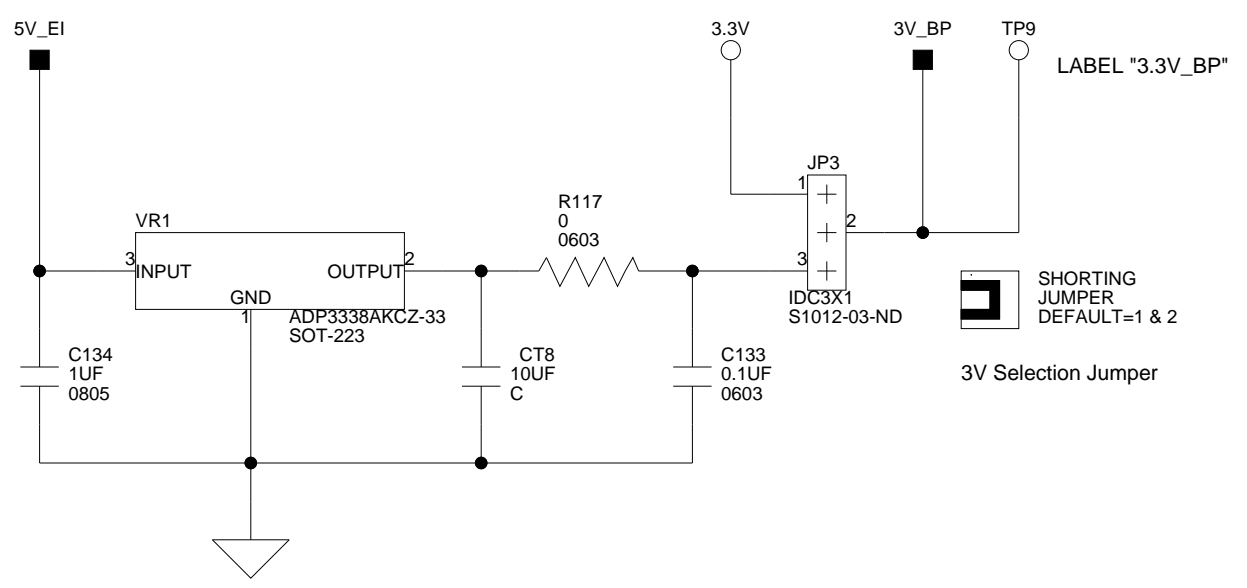 5V_EI
3.3V
3V_BP
TP9
LABEL "3.3V_BP"
JP3
1
2
3
IDC3X1
S1012-03-ND
R117
0
0603
VR1
3
INPUT
OUTPUT
2
GND
1
ADP3338AKCZ-33
SOT-223
SHORTING
JUMPER
DEFAULT=1 & 2
3V Selection Jumper
C134
1UF
0805
CT8
10UF
C
C133
0.1UF
0603